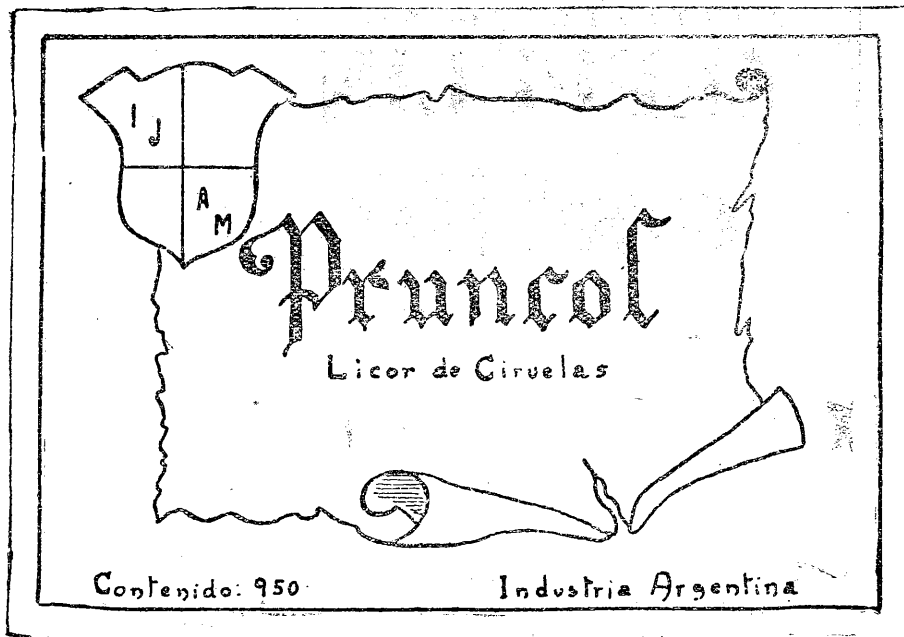 I J
A M
Pruncol
Licor de Ciruelas
Contenido: 950
Industria Argentina